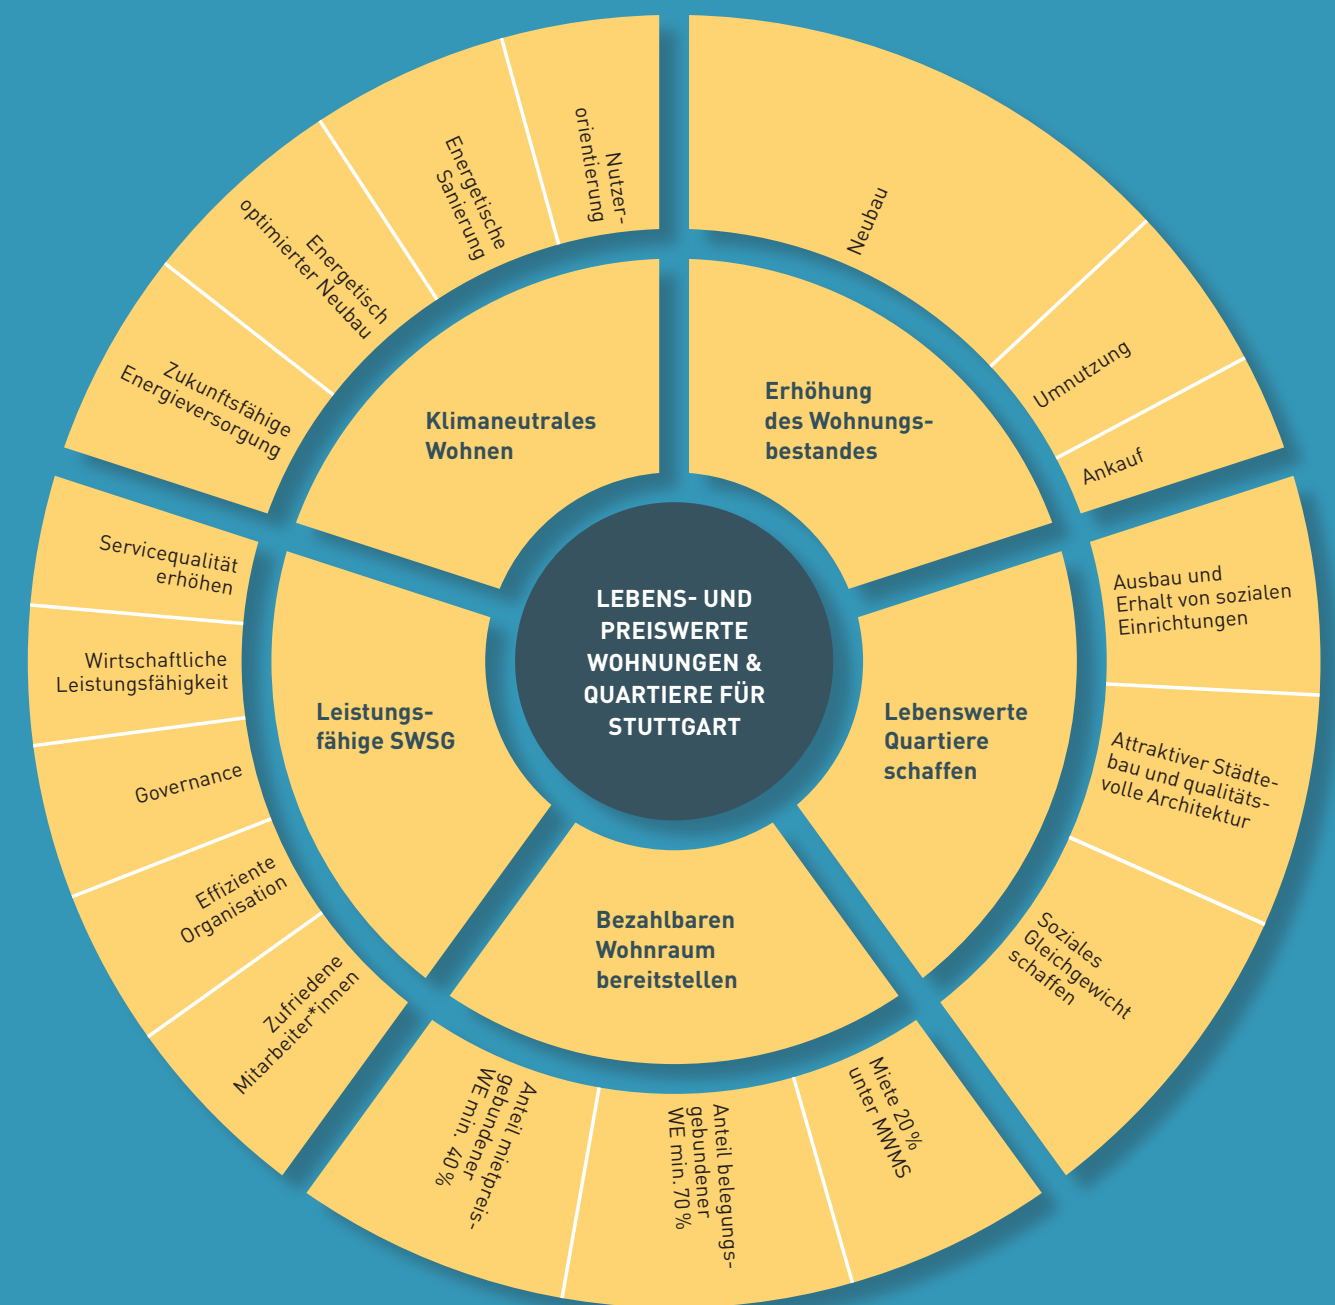 LEBENS- UND
PREISWERTE
WOHNUNGEN &
QUARTIERE FÜR
STUTTGART
Erhöhung
des Wohnungs-
bestandes
Neubau
Umnutzung
Ankauf
Lebenswerte
Quartiere
schaffen
Ausbau und
Erhalt von sozialen
Einrichtungen
Attraktiver Städte-
bau und qualitäts-
volle Architektur
Soziales
Gleichgewicht
schaffen
Bezahlbaren
Wohnraum
bereitstellen
Miete 20 %
unter MWMS
Anteil belegungs-
gebundener
WE min. 70 %
Anteil mietpreis-
gebundener
WE min. 40 %
Leistungs-
fähige SWSG
Zufriedene
Mitarbeiter*innen
Effiziente
Organisation
Governance
Wirtschaftliche
Leistungsfähigkeit
Servicequalität
erhöhen
Klimaneutrales
Wohnen
Zukunftsfähige
Energieversorgung
Energetisch
optimierter Neubau
Energetische
Sanierung
Nutzer-
orientierung